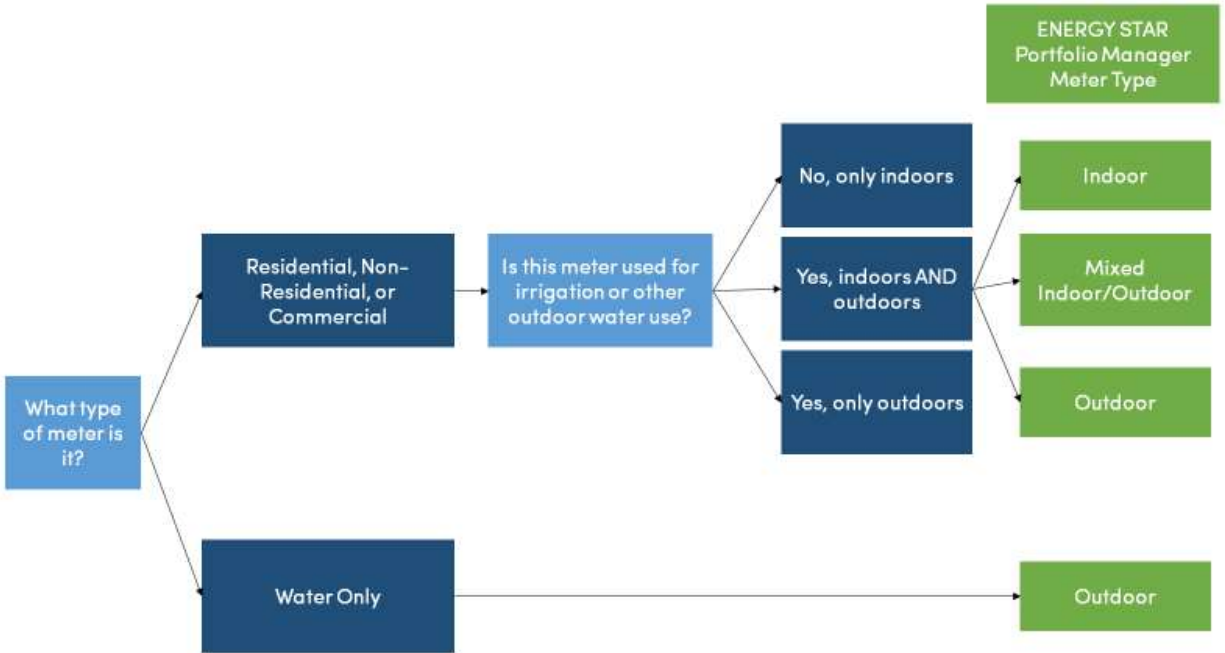 ENERGY STAR
Portfolio Manager
Meter Type
No, only indoors
Indoor
Residential, Non-
Residential, or
Commercial
Is this meter used for
irrigation or other
outdoor water use?
Yes, indoors AND
outdoors
Mixed
Indoor/Outdoor
Yes, only outdoors
Outdoor
What type
of meter is
it?
Water Only
Outdoor